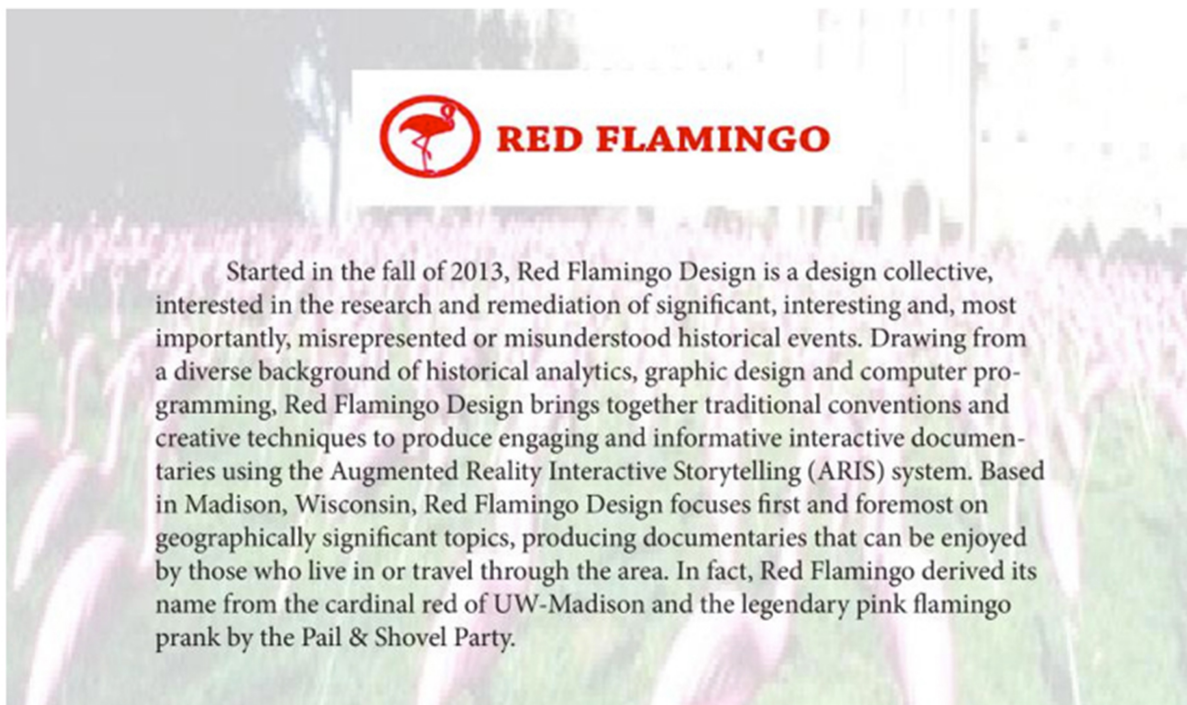 RED FLAMINGO
Started in the fall of 2013, Red Flamingo Design is a design collective,
interested in the research and remediation of significant, interesting and, most
importantly, misrepresented or misunderstood historical events. Drawing from
a diverse background of historical analytics, graphic design and computer pro-
gramming, Red Flamingo Design brings together traditional conventions and
creative techniques to produce engaging and informative interactive documen-
taries using the Augmented Reality Interactive Storytelling (ARIS) system. Based
in Madison, Wisconsin, Red Flamingo Design focuses first and foremost on
geographically significant topics, producing documentaries that can be enjoyed
by those who live in or travel through the area. In fact, Red Flamingo derived its
name from the cardinal red of UW-Madison and the legendary pink flamingo
prank by the Pail & Shovel Party.